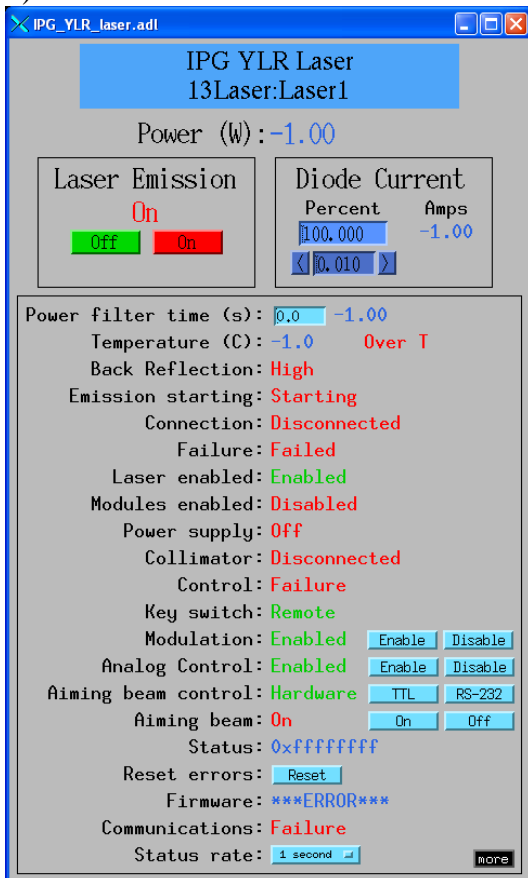 IPG_YLR_laser.adl
IPG YLR Laser
13Laser:Laser1
Power (W):-1.00
Laser Emission
On
Off On
Diode Current
Percent Amps
100.000 -1.00
0.010
Power filter time (s): 0.0 -1.00
Temperature (C): -1.0 Over T
Back Reflection: High
Emission starting: Starting
Connection: Disconnected
Failure: Failed
Laser enabled: Enabled
Modules enabled: Disabled
Power supply: Off
Collimator: Disconnected
Control: Failure
Key switch: Remote
Modulation: Enabled Enable Disable
Analog Control: Enabled Enable Disable
Aiming beam control: Hardware TTL RS-232
Aiming beam: On On Off
Status: 0xffffffff
Reset errors: Reset
Firmware: ***ERROR***
Communications: Failure
Status rate: 1 second more